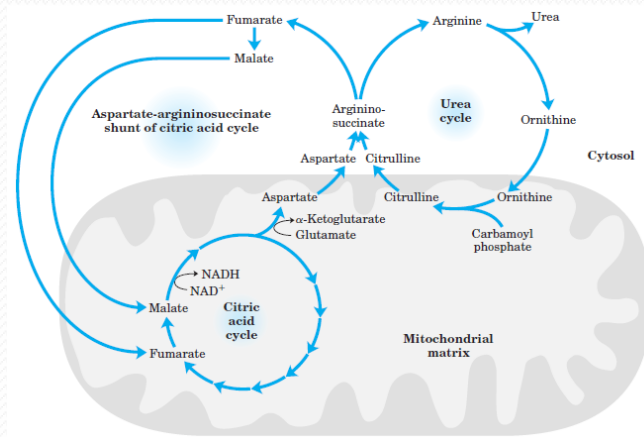 Fumarate
Arginine
Urea
Malate
Aspartate-argininosuccinate
shunt of citric acid cycle
Arginino-
succinate
Urea
cycle
Ornithine
Cytosol
Aspartate
Citrulline
Aspartate
Citrulline
Ornithine
α-Ketoglutarate
Glutamate
Carbamoyl
phosphate
NADH
NAD+
Malate
Citric
acid
cycle
Fumarate
Mitochondrial
matrix